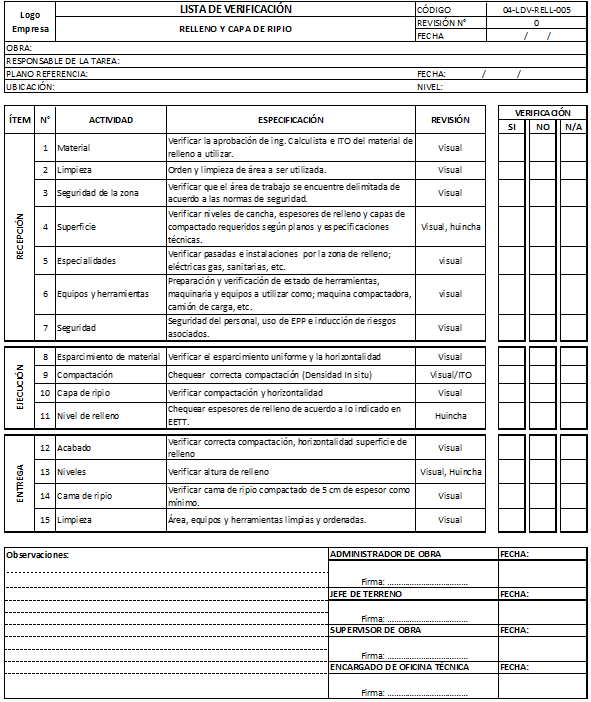 Logo
Empresa
LISTA DE VERIFICACIÓN
RELLENO Y CAPA DE RIPIO
CÓDIGO 04-LDV-RELL-005
REVISIÓN N° 0
FECHA / /
OBRA:
RESPONSABLE DE LA TAREA:
PLANO REFERENCIA: FECHA: / /
UBICACIÓN: NIVEL:
ÍTEM N° ACTIVIDAD ESPECIFICACIÓN REVISIÓN VERIFICACIÓN
SI NO N/A
RECEPCIÓN
1 Material Verificar la aprobación de ing. Calculista e ITO del material de
relleno a utilizar. Visual
2 Limpieza Orden y limpieza de área a ser utilizada. Visual
3 Seguridad de la zona Verificar que el área de trabajo se encuentre delimitada de
acuerdo a las normas de seguridad. Visual
4 Superficie Verificar niveles de cancha, espesores de relleno y capas de
compactado requeridos según planos y especificaciones
técnicas. Visual, huincha
5 Especialidades Verificar pasadas e instalaciones por la zona de relleno;
eléctricas gas, sanitarias, etc. visual
6 Equipos y herramientas Preparación y verificación de estado de herramientas,
maquinaria y equipos a utilizar como; maquina compactadora,
camión de carga, etc. visual
7 Seguridad Seguridad del personal, uso de EPP e inducción de riesgos
asociados. Visual
EJECUCIÓN
8 Esparcimiento de material Verificar el esparcimiento uniforme y la horizontalidad Visual
9 Compactación Chequear correcta compactación (Densidad In situ) Visual/ITO
10 Capa de ripio Verificar compactación y horizontalidad Visual
11 Nivel de relleno Chequear espesores de relleno de acuerdo a lo indicado en
EETT. Huincha
ENTREGA
12 Acabado Verificar correcta compactación, horizontalidad superficie de
relleno Visual
13 Niveles Verificar altura de relleno Visual, Huincha
14 Cama de ripio Verificar cama de ripio compactado de 5 cm de espesor como
mínimo. Visual
15 Limpieza Área, equipos y herramientas limpias y ordenadas. Visual
Observaciones:
ADMINISTRADOR DE OBRA FECHA:
Firma: ..................................
JEFE DE TERRENO FECHA:
Firma: ..................................
SUPERVISOR DE OBRA FECHA:
Firma: ..................................
ENCARGADO DE OFICINA TÉCNICA FECHA:
Firma: ..................................